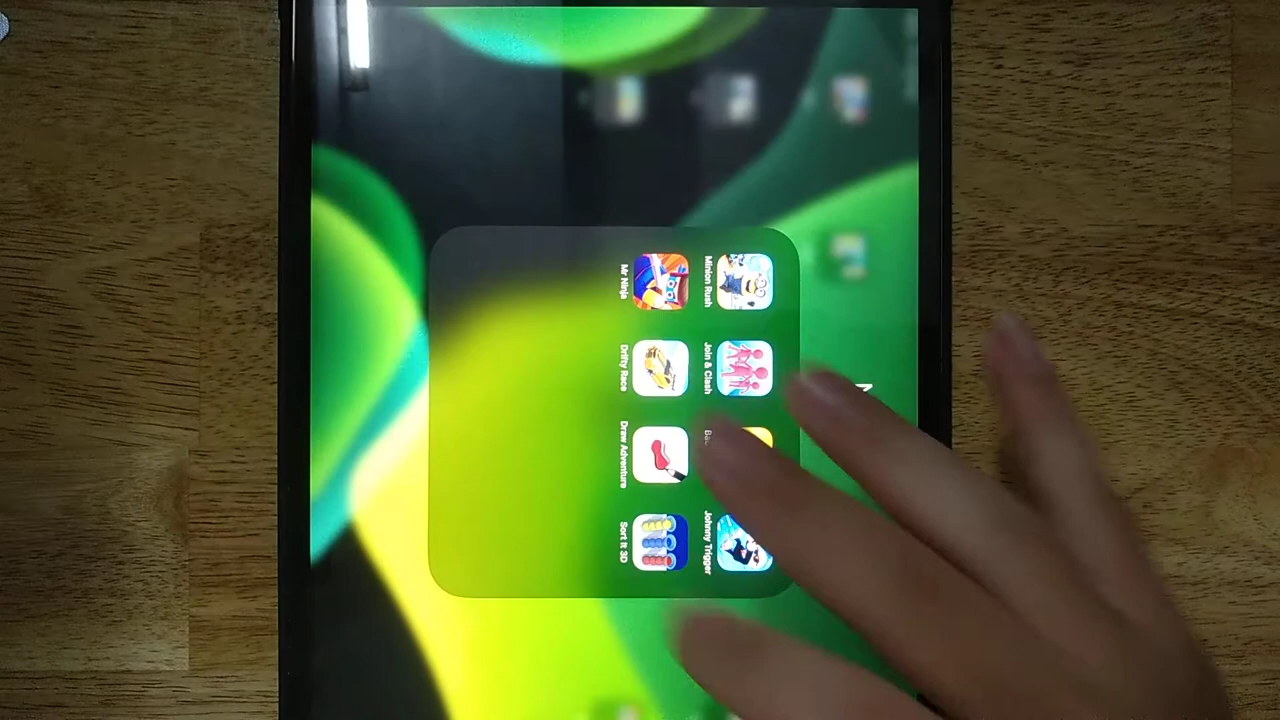 Minion Rush
Join & Clash
Johnny Trigger
Mr Ninja
Drifty Race
Draw Adventure
Sort It 3D